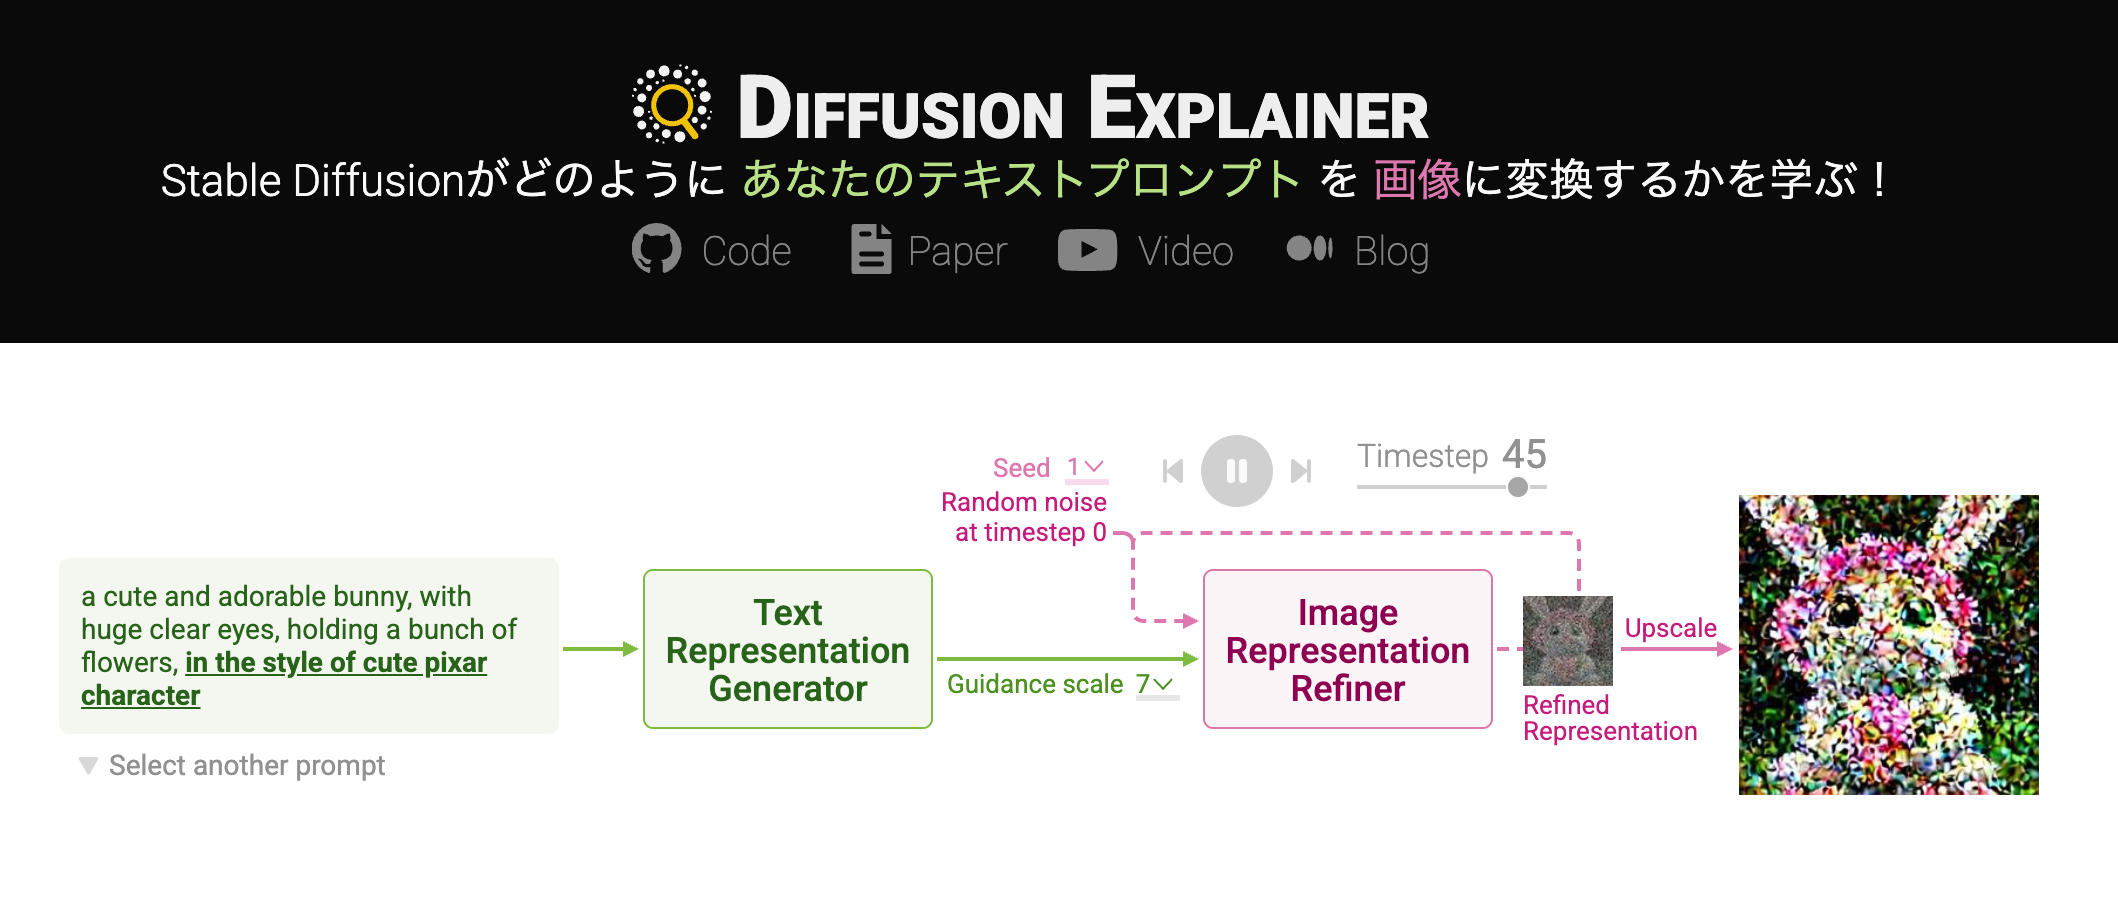 DIFFUSION EXPLAINER
Stable Diffusionがどのように あなたのテキストプロンプト を 画像に変換するかを学ぶ！
Code Paper Video Blog
Seed 1
Random noise
at timestep 0
Timestep 45
a cute and adorable bunny, with
huge clear eyes, holding a bunch of
flowers, in the style of cute pixar
character
Select another prompt
Text
Representation
Generator
Guidance scale 7
Image
Representation
Refiner
Refined
Representation
Upscale